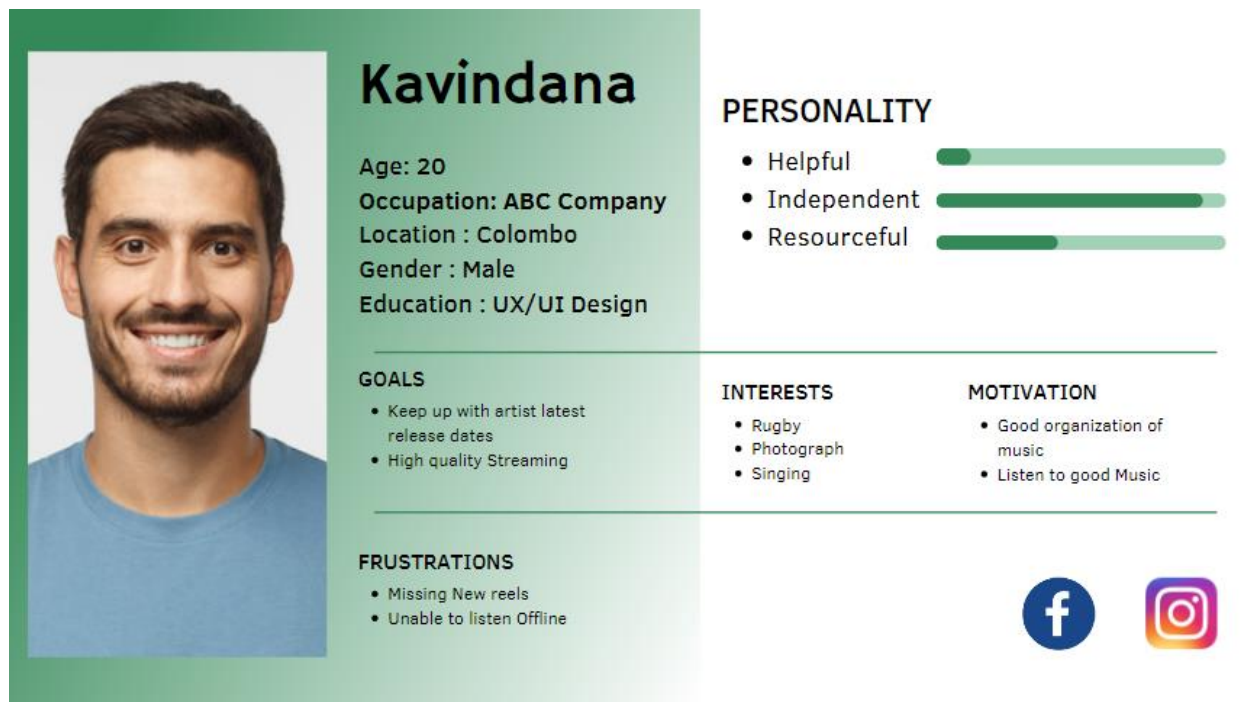 Kavindana
Age: 20
Occupation: ABC Company
Location : Colombo
Gender : Male
Education : UX/UI Design
PERSONALITY
• Helpful
• Independent
• Resourceful
GOALS
• Keep up with artist latest
release dates
• High quality Streaming
INTERESTS
• Rugby
• Photograph
• Singing
MOTIVATION
• Good organization of
music
• Listen to good Music
FRUSTRATIONS
• Missing New reels
• Unable to listen Offline